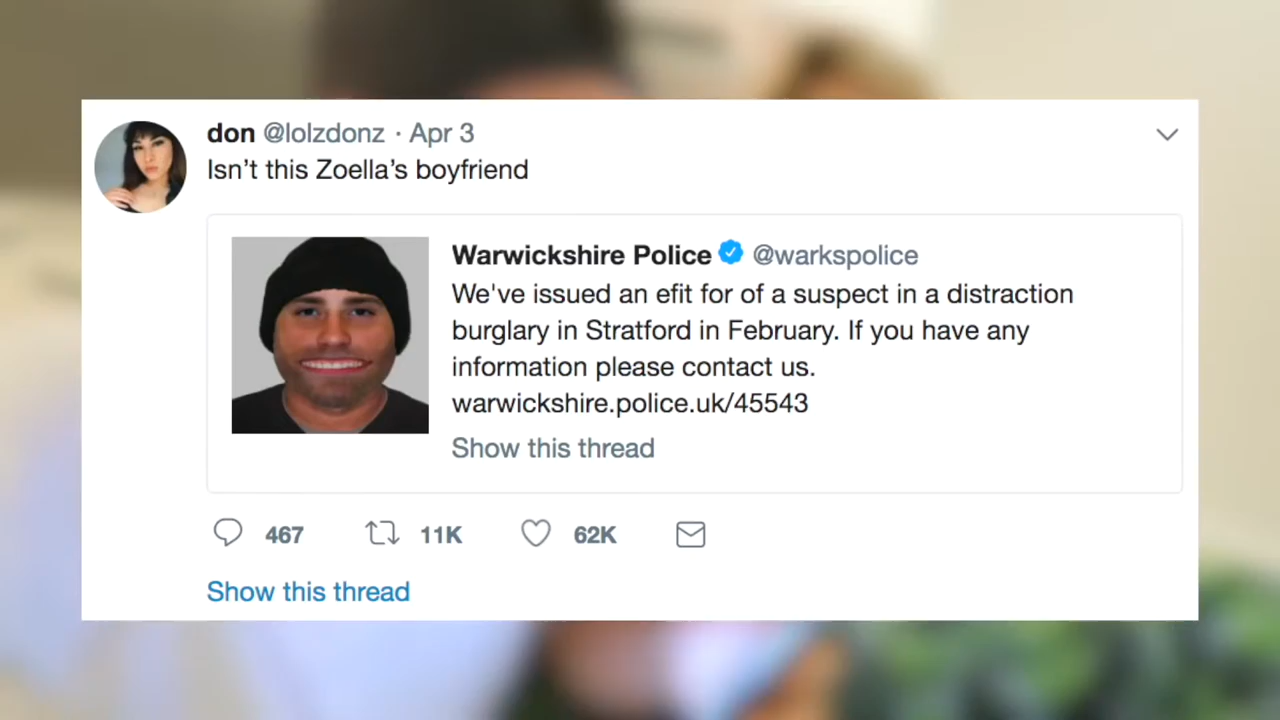 don @lolzdonz · Apr 3
Isn’t this Zoella’s boyfriend
Warwickshire Police @warkspolice
We've issued an efit for of a suspect in a distraction
burglary in Stratford in February. If you have any
information please contact us.
warwickshire.police.uk/45543
Show this thread
467 11K 62K
Show this thread